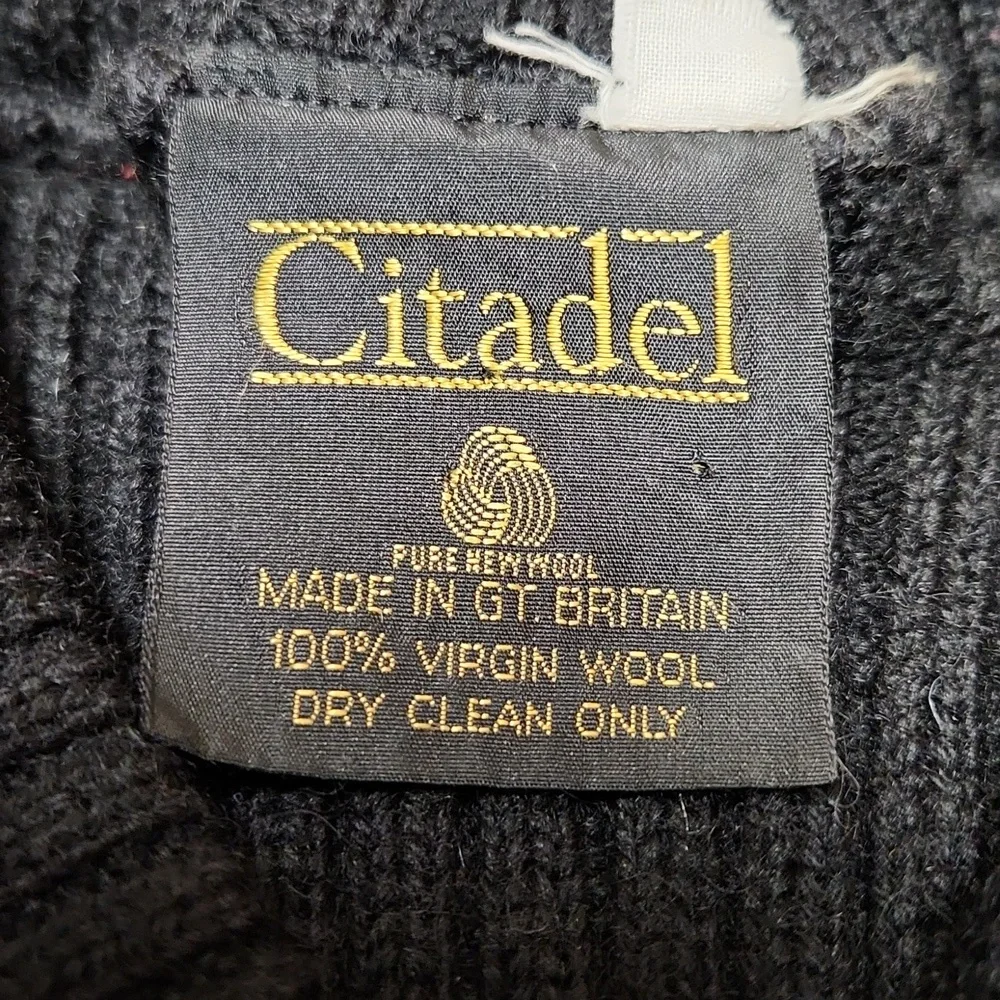 Citadel
PURE NEW WOOL
MADE IN GT. BRITAIN
100% VIRGIN WOOL
DRY CLEAN ONLY